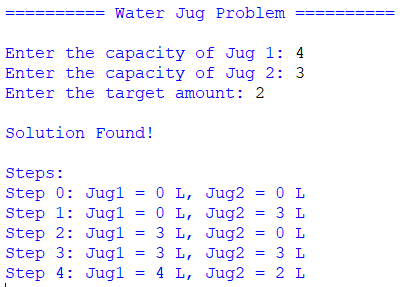 ========== Water Jug Problem ==========
Enter the capacity of Jug 1: 4
Enter the capacity of Jug 2: 3
Enter the target amount: 2
Solution Found!
Steps:
Step 0: Jug1 = 0 L, Jug2 = 0 L
Step 1: Jug1 = 0 L, Jug2 = 3 L
Step 2: Jug1 = 3 L, Jug2 = 0 L
Step 3: Jug1 = 3 L, Jug2 = 3 L
Step 4: Jug1 = 4 L, Jug2 = 2 L